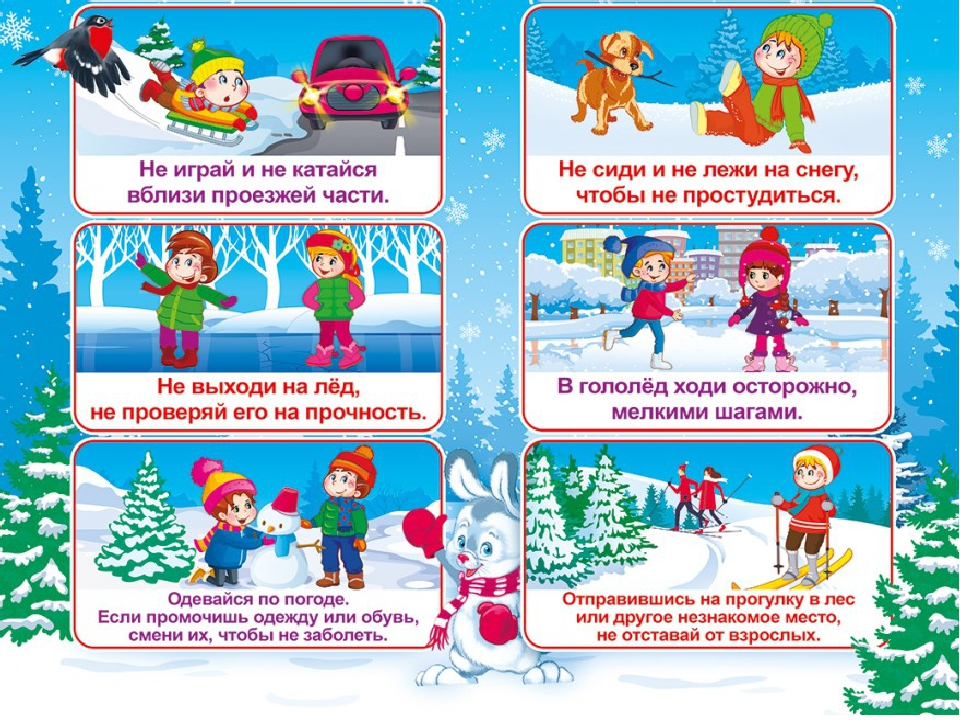 Не играй и не катайся
вблизи проезжей части.
Не сиди и не лежи на снегу,
чтобы не простудиться.
Не выходи на лёд,
не проверяй его на прочность.
В гололёд ходи осторожно,
мелкими шагами.
Одевайся по погоде.
Если промочишь одежду или обувь,
смени их, чтобы не заболеть.
Отправившись на прогулку в лес
или другое незнакомое место,
не отставай от взрослых.